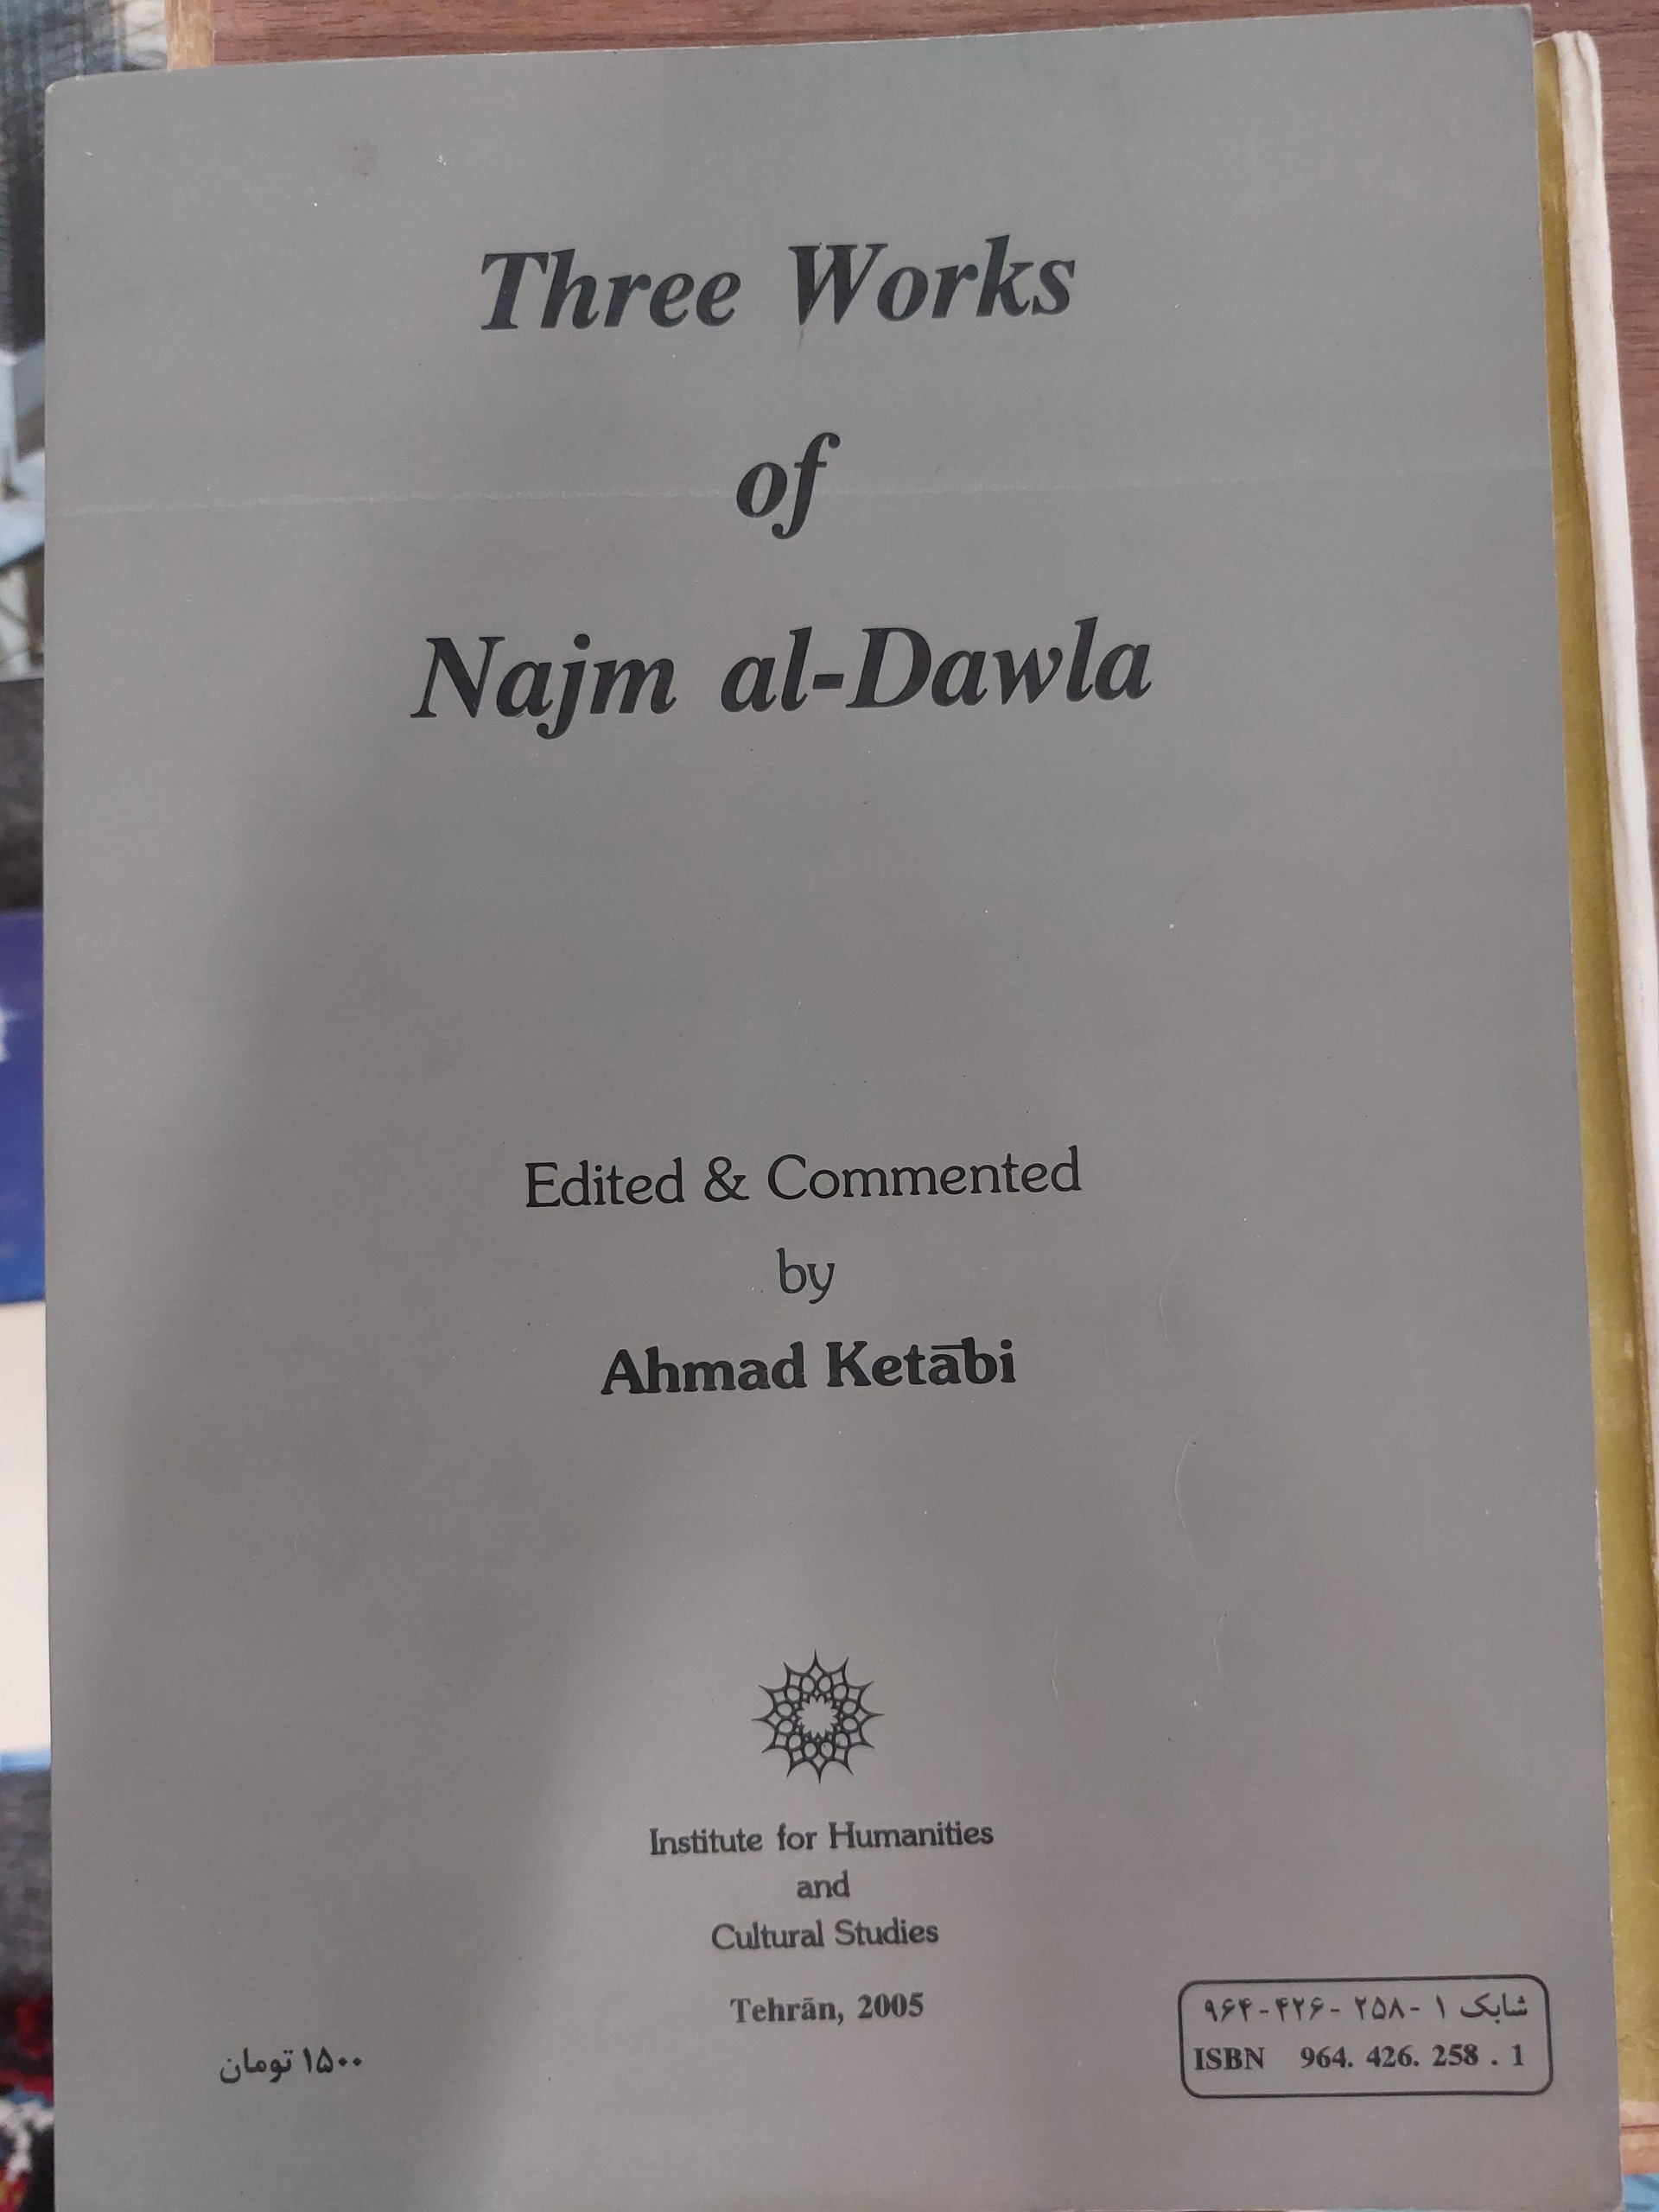 Three Works
of
Najm al-Dawla
Edited & Commented
by
Ahmad Ketābi
Institute for Humanities
and
Cultural Studies
Tehrān, 2005
۱۵۰۰ تومان
شابک ۱ -۲۵۸ -۴۲۶-۹۶۴
ISBN 964. 426. 258 . 1